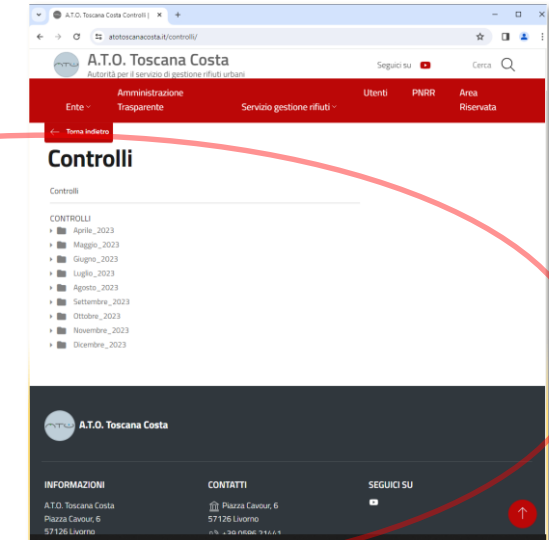 A.T.O. Toscana Costa Controlli |
atotoscanacosta.it/controlli/
A.T.O. Toscana Costa
Autorità per il servizio di gestione rifiuti urbani
Seguici su
Cerca
Ente
Amministrazione
Trasparente
Servizio gestione rifiuti
Utenti
PNRR
Area
Riservata
Torna indietro
Controlli
Controlli
CONTROLLI
Aprile_2023
Maggio_2023
Giugno_2023
Luglio_2023
Agosto_2023
Settembre_2023
Ottobre_2023
Novembre_2023
Dicembre_2023
A.T.O. Toscana Costa
INFORMAZIONI
A.T.O. Toscana Costa
Piazza Cavour, 6
57126 Livorno
CONTATTI
Piazza Cavour, 6
57126 Livorno
+39 0586 21441
SEGUICI SU